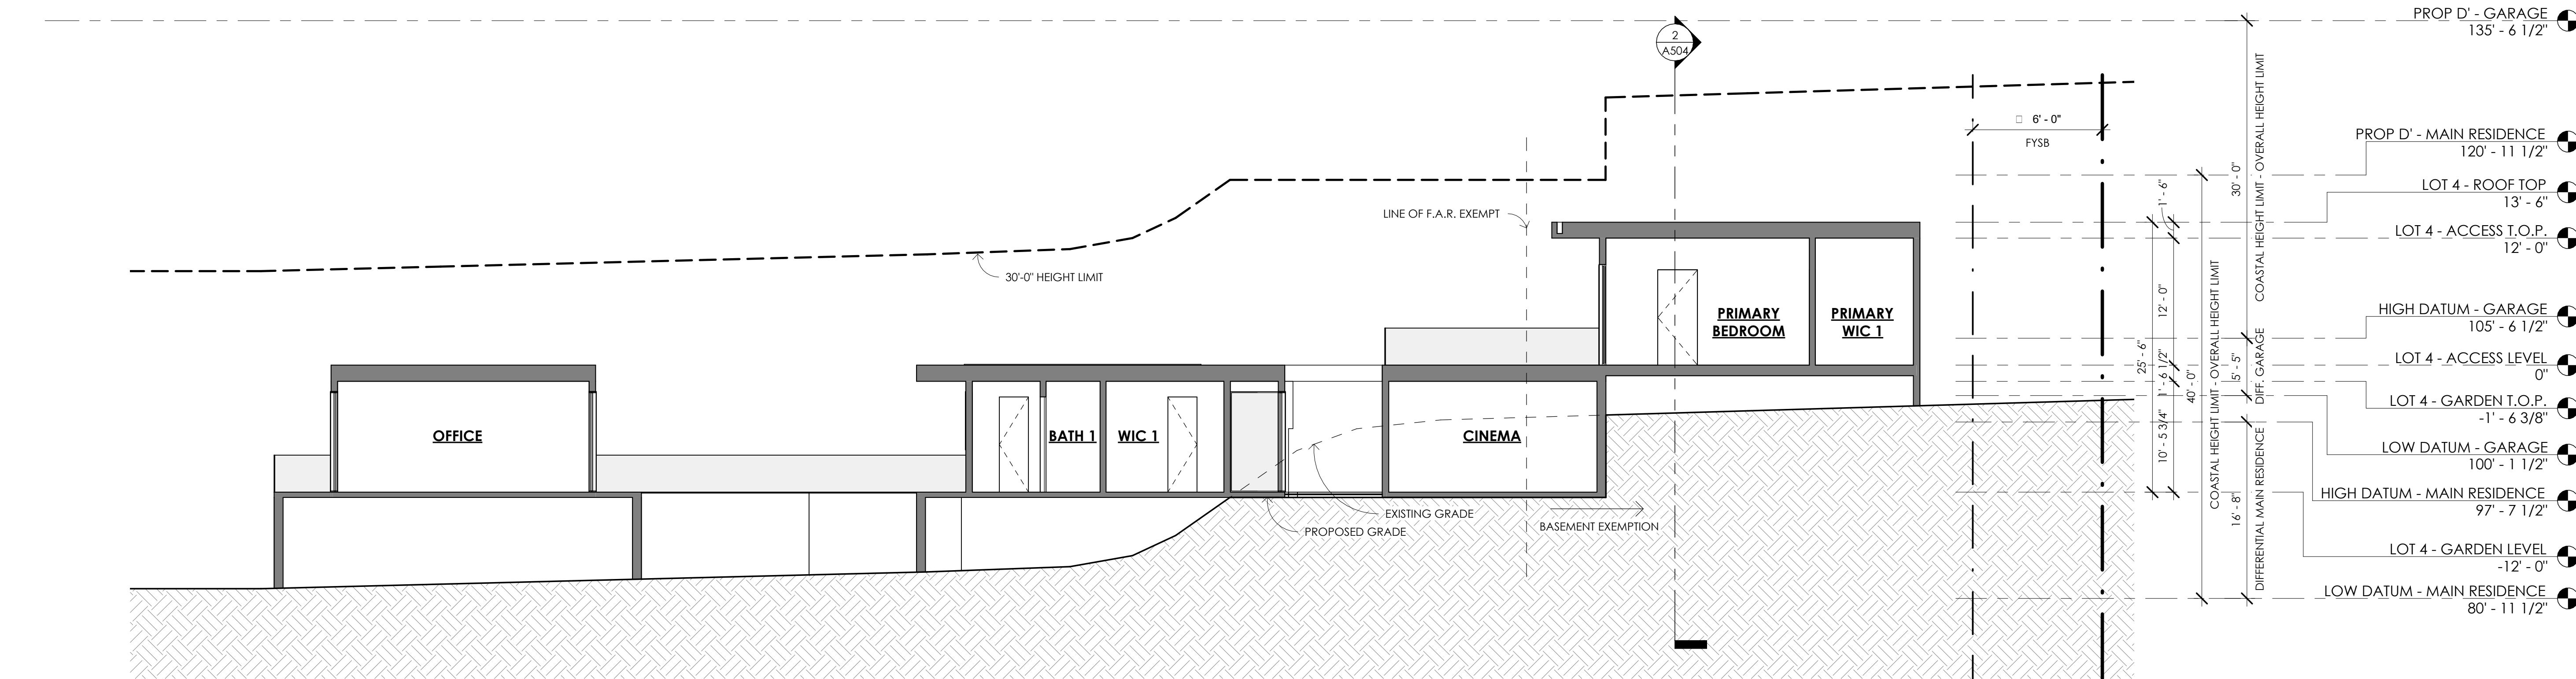 PROP D' - GARAGE
135' - 6 1/2"
2
A504
6' - 0"
FYSB
PROP D' - MAIN RESIDENCE
120' - 11 1/2"
LOT 4 - ROOF TOP
13' - 6"
LOT 4 - ACCESS T.O.P.
12' - 0"
HIGH DATUM - GARAGE
105' - 6 1/2"
LOT 4 - ACCESS LEVEL
0"
LOT 4 - GARDEN T.O.P.
-1' - 6 3/8"
LOW DATUM - GARAGE
100' - 1 1/2"
HIGH DATUM - MAIN RESIDENCE
97' - 7 1/2"
LOT 4 - GARDEN LEVEL
-12' - 0"
LOW DATUM - MAIN RESIDENCE
80' - 11 1/2"
LINE OF F.A.R. EXEMPT
30'-0" HEIGHT LIMIT
PRIMARY
BEDROOM
PRIMARY
WIC 1
OFFICE
BATH 1
WIC 1
CINEMA
EXISTING GRADE
PROPOSED GRADE
BASEMENT EXEMPTION
25' - 6"
1' - 6"
12' - 0"
1' - 6 1/2"
10' - 5 3/4"
40' - 0"
COASTAL HEIGHT LIMIT - OVERALL HEIGHT LIMIT
30' - 0"
5' - 5"
16' - 8"
COASTAL HEIGHT LIMIT - OVERALL HEIGHT LIMIT
DIFF. GARAGE
DIFFERENTIAL MAIN RESIDENCE